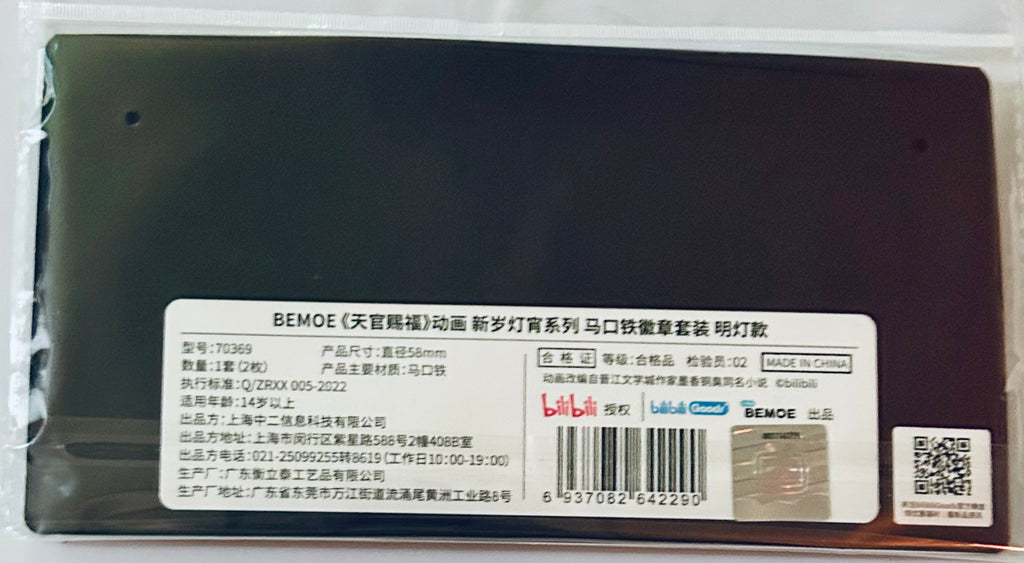 BEMOE《天官赐福》动画 新岁灯宵系列 马口铁徽章套装 明灯款
型号:70369 产品尺寸:直径58mm
数量:1套(2枚) 产品主要材质:马口铁
执行标准:Q/ZRXX 005-2022
适用年龄:14岁以上
出品方:上海中二信息科技有限公司
出品方地址:上海市闵行区紫星路588号2幢408B室
出品方电话:021-25099255转8619(工作日10:00-19:00)
生产厂:广东衡立泰工艺品有限公司
生产厂地址:广东省东莞市万江街道流涌尾黄洲工业路8号
合格证 等级:合格品 检验员:02 MADE IN CHINA
动画改编自晋江文学城作家墨香铜臭同名小说 ©bilibili
bilibili 授权 bilibili Goods BEMOE 出品
6 937082 642290